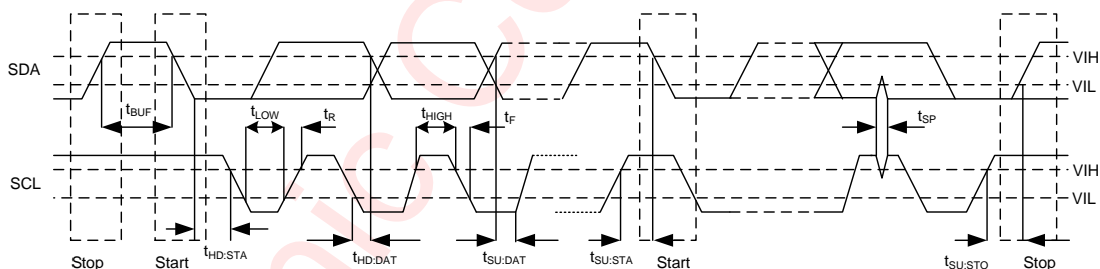 SDA
VIH
VIL
tBUF
tLOW
tR
tHIGH
tF
tSP
SCL
VIH
VIL
Stop
Start
tHD:STA
tHD:DAT
tSU:DAT
tSU:STA
Start
tSU:STO
Stop